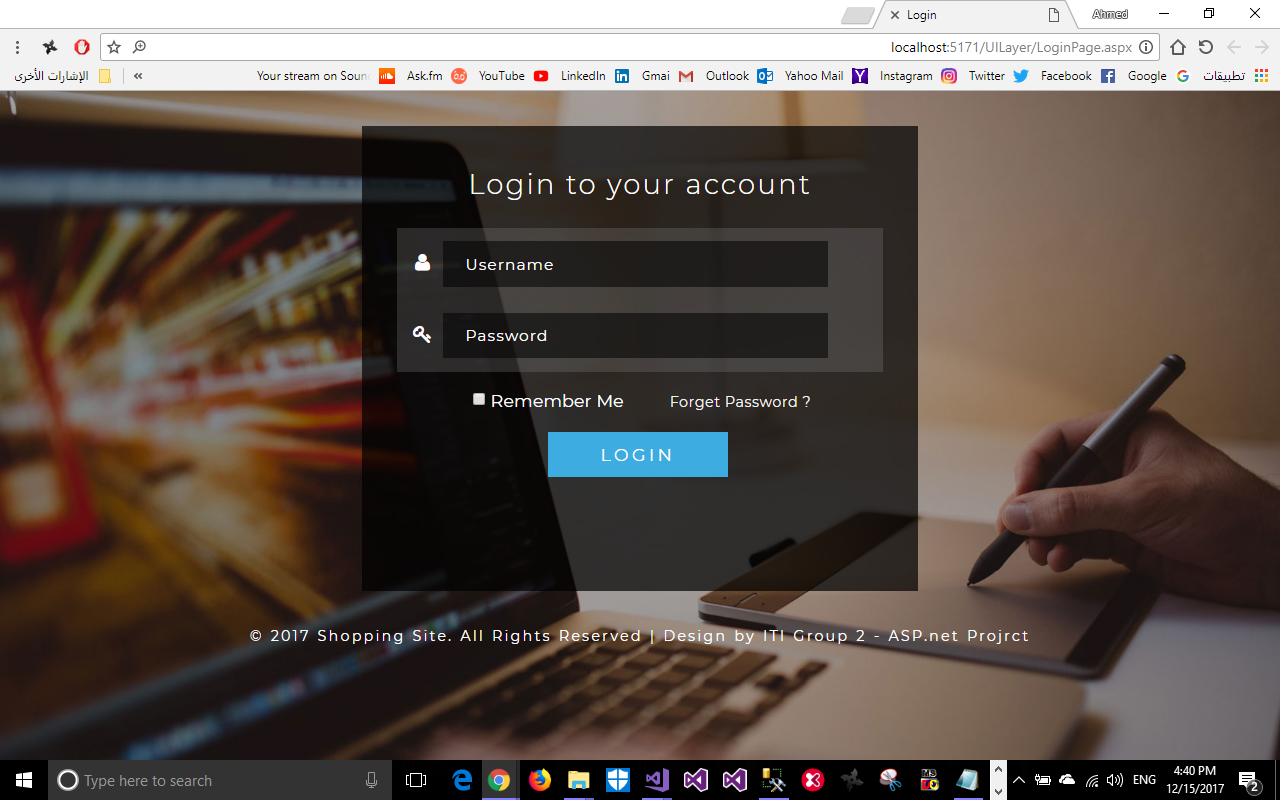 Login
Ahmed
localhost:5171/UILayer/LoginPage.aspx
الإشارات الأخرى
Your stream on Soun
Ask.fm
YouTube
LinkedIn
Gmai
Outlook
Yahoo Mail
Instagram
Twitter
Facebook
Google
تطبيقات
Login to your account
Username
Password
Remember Me
Forget Password ?
LOGIN
© 2017 Shopping Site. All Rights Reserved | Design by ITI Group 2 - ASP.net Projrct
Type here to search
ENG
4:40 PM
12/15/2017
2